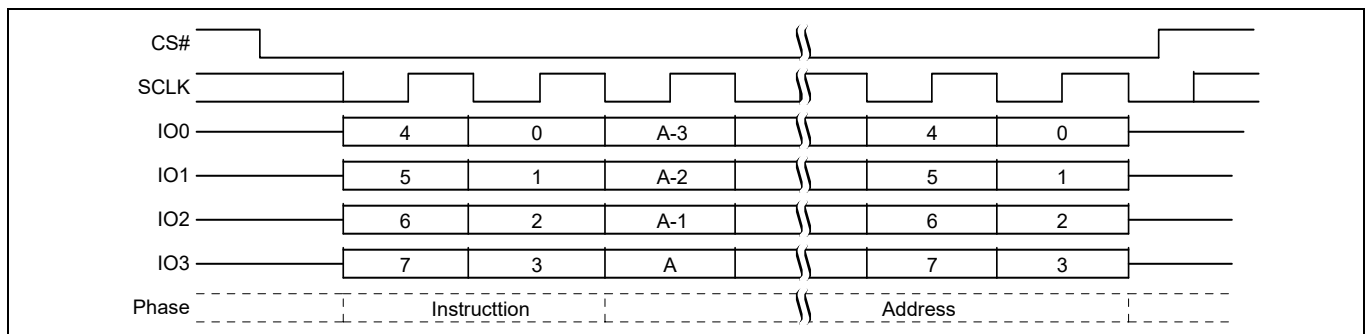 CS#
SCLK
IO0 4 0 A-3 4 0
IO1 5 1 A-2 5 1
IO2 6 2 A-1 6 2
IO3 7 3 A 7 3
Phase Instructtion Address